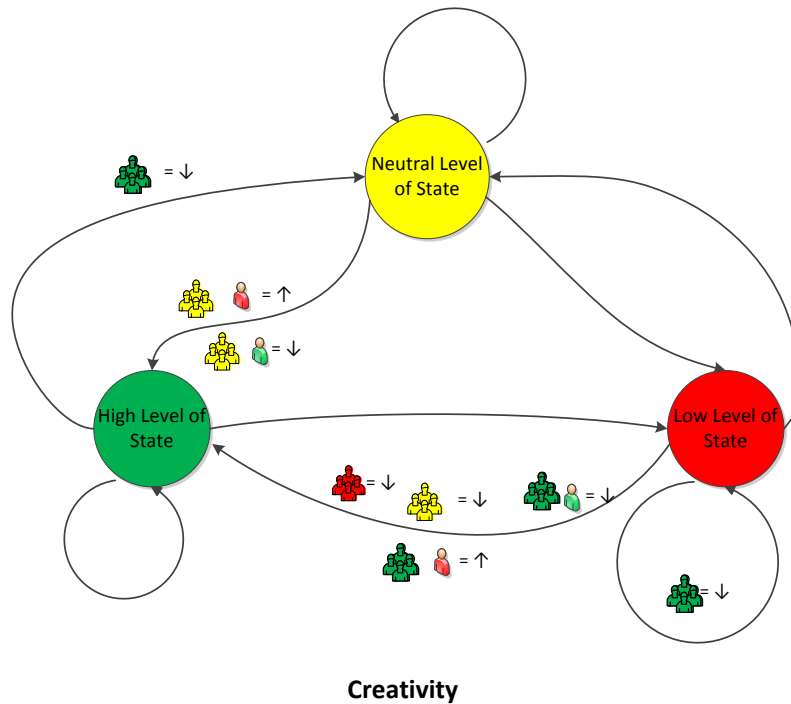 Neutral Level
of State
= ↓
= ↑
= ↓
High Level of
State
Low Level of
State
= ↓
= ↓
= ↓
= ↑
= ↓
Creativity